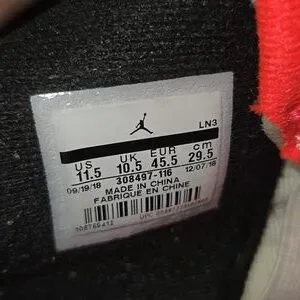 LN3
US UK EUR cm
11.5 10.5 45.5 29.5
09/19/18 308497-116 12/07/18
MADE IN CHINA
FABRIQUE EN CHINE
UPC